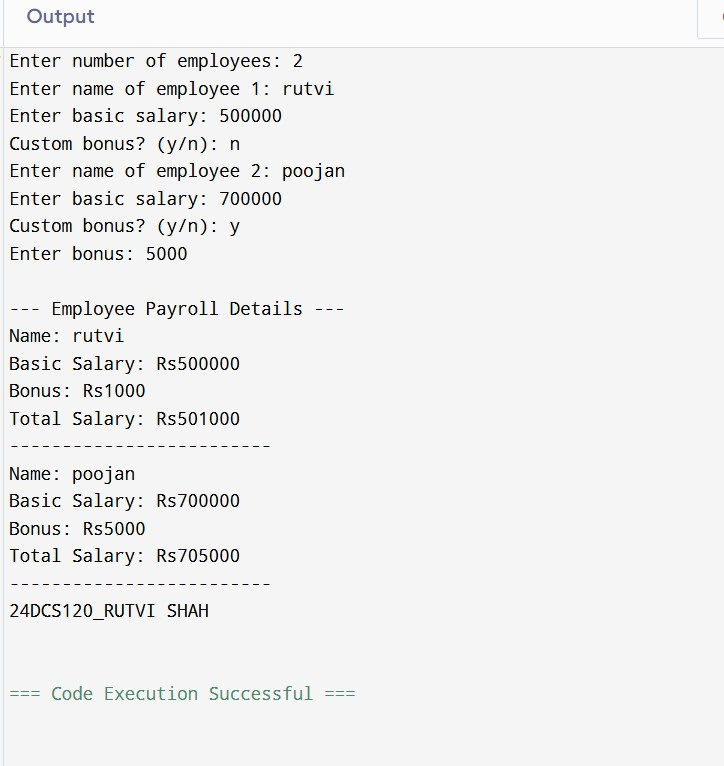 Output
Enter number of employees: 2
Enter name of employee 1: rutvi
Enter basic salary: 500000
Custom bonus? (y/n): n
Enter name of employee 2: poojan
Enter basic salary: 700000
Custom bonus? (y/n): y
Enter bonus: 5000
--- Employee Payroll Details ---
Name: rutvi
Basic Salary: Rs500000
Bonus: Rs1000
Total Salary: Rs501000
-------------------------
Name: poojan
Basic Salary: Rs700000
Bonus: Rs5000
Total Salary: Rs705000
-------------------------
24DCS120_RUTVI SHAH
=== Code Execution Successful ===